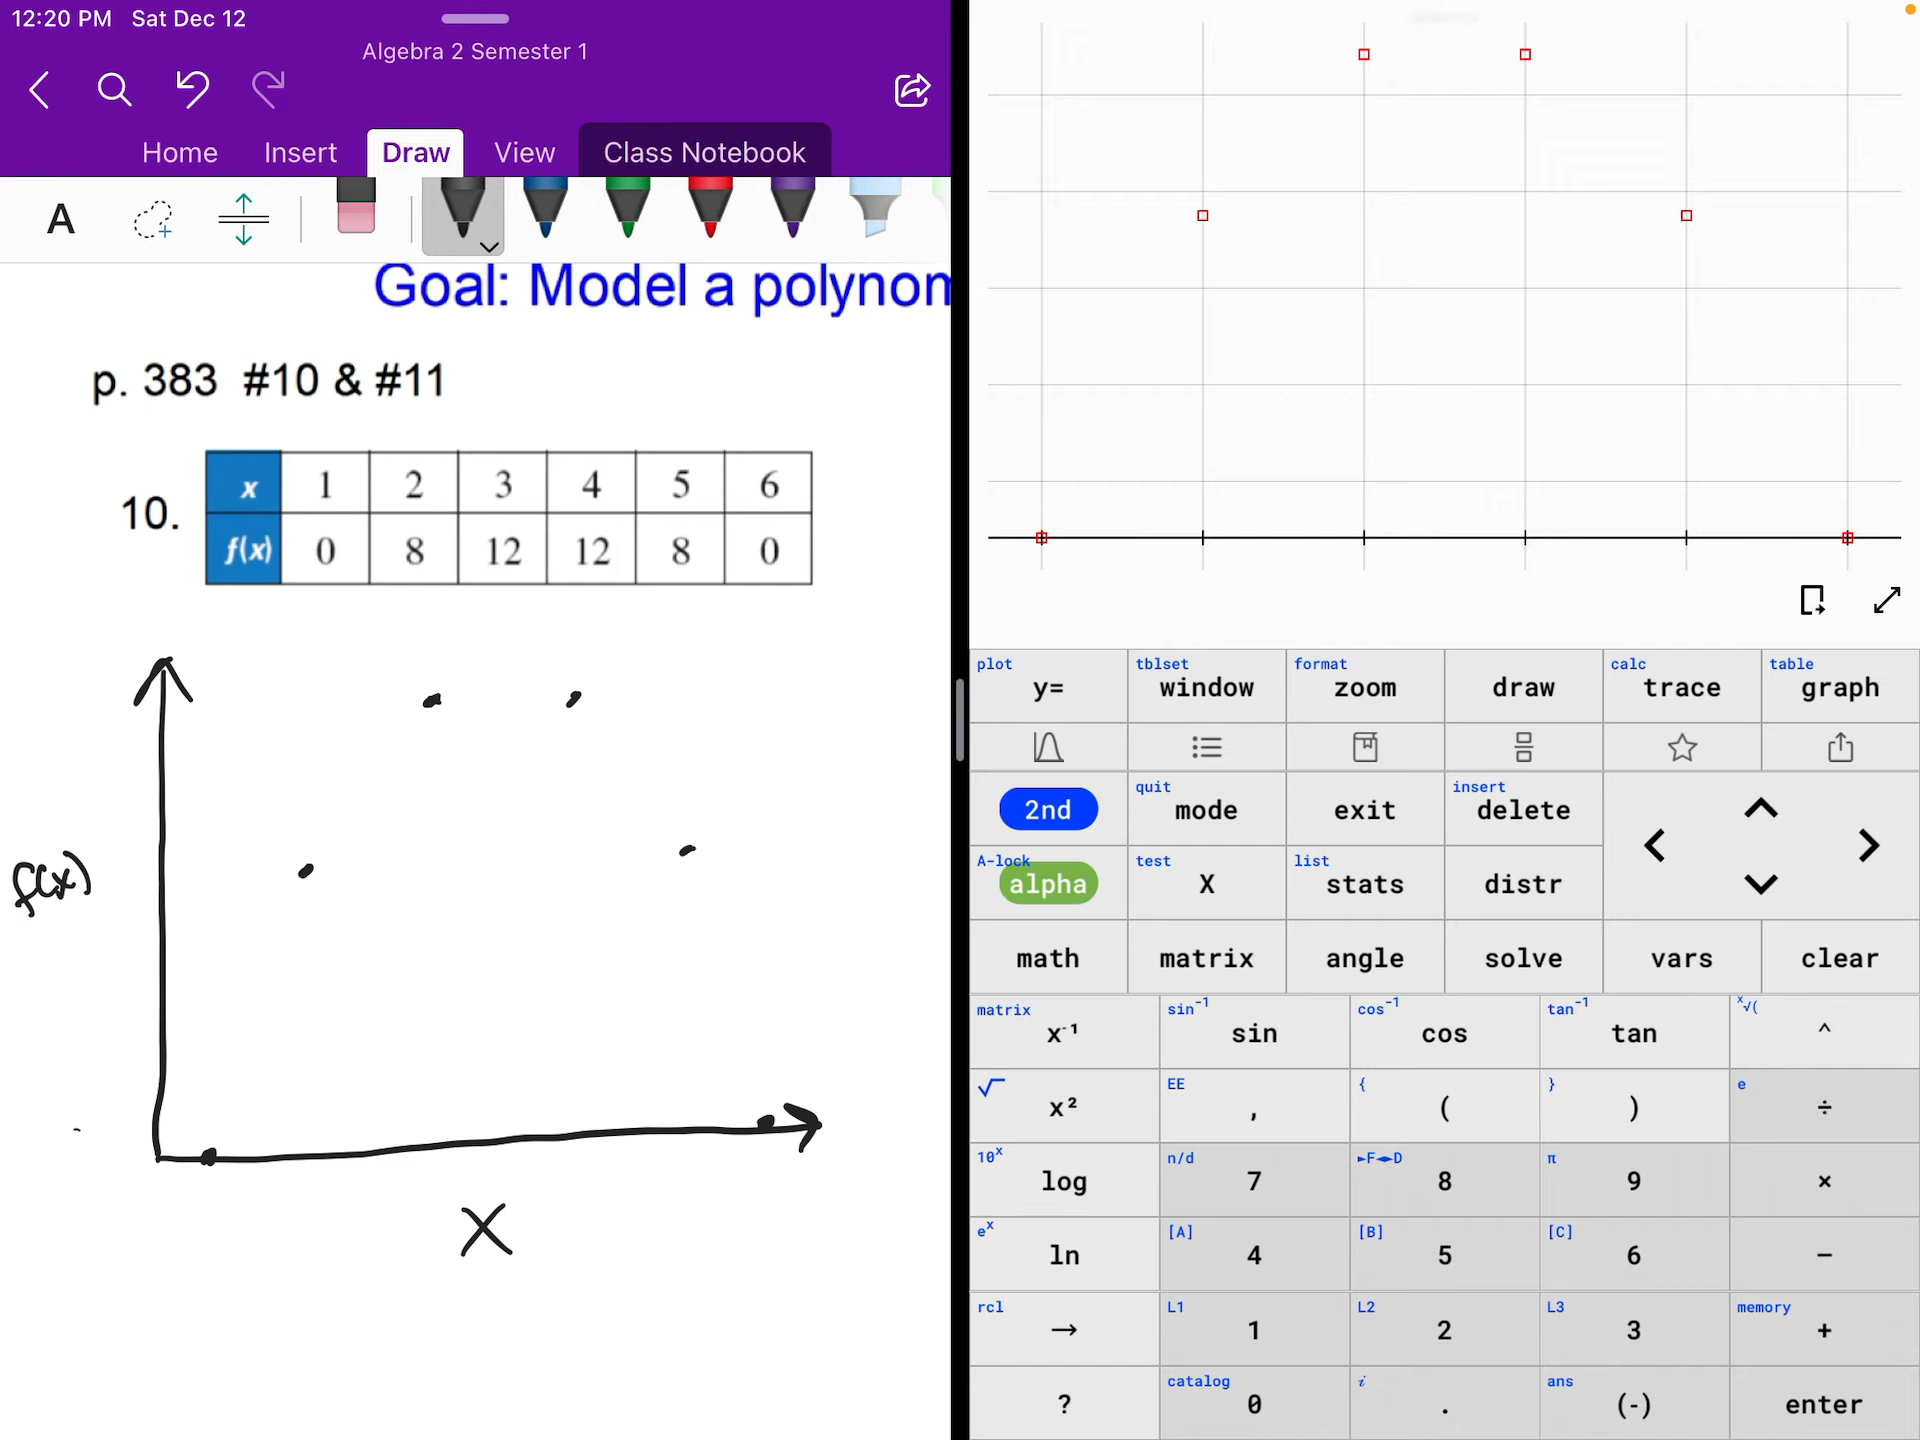 12:20 PM Sat Dec 12
Algebra 2 Semester 1
Home Insert Draw View Class Notebook
A
Goal: Model a polynom
p. 383 #10 & #11
10.
x 1 2 3 4 5 6
f(x) 0 8 12 12 8 0
f(x)
X
plot tblset format calc table
y= window zoom draw trace graph
quit insert
2nd mode exit delete
A-lock test list
alpha X stats distr
math matrix angle solve vars clear
matrix sin⁻¹ cos⁻¹ tan⁻¹ ˣ√(
x⁻¹ sin cos tan ^
√ EE { } e
x² , ( ) ÷
10ˣ n/d ►F◄►D π
log 7 8 9 ×
eˣ [A] [B] [C]
ln 4 5 6 −
rcl L1 L2 L3 memory
→ 1 2 3 +
catalog i ans
? 0 . (-) enter